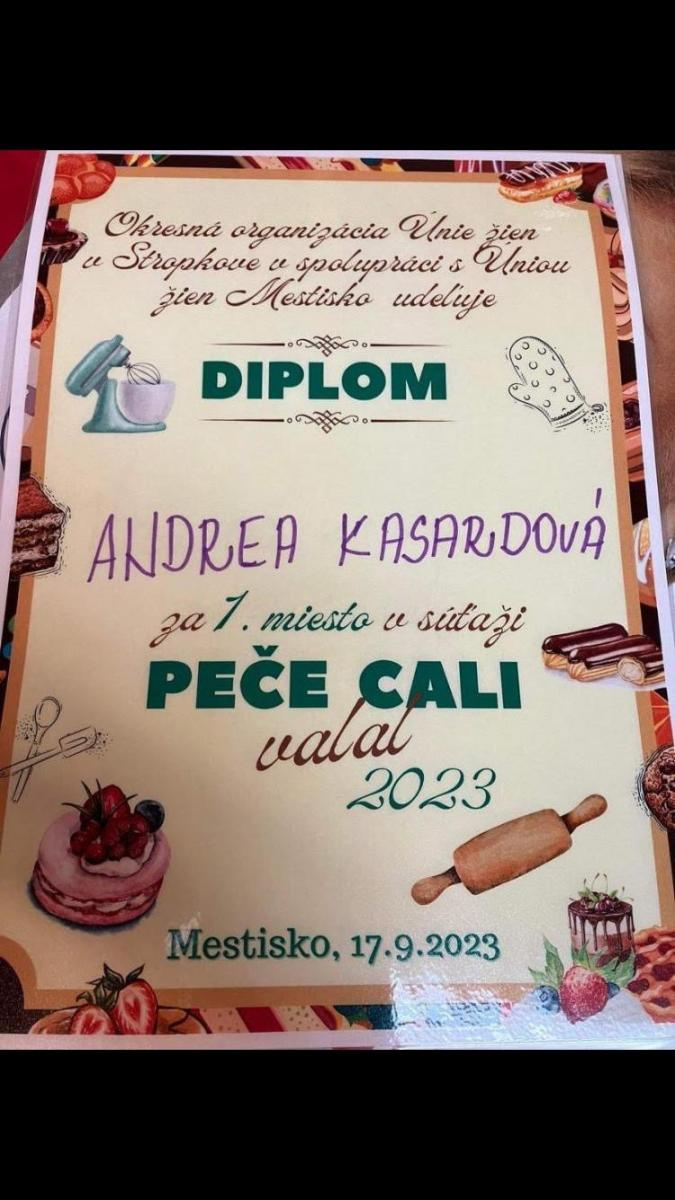 Okresná organizácia Únie žien
v Stropkove v spolupráci s Úniou
žien Mestisko udeľuje
DIPLOM
ANDREA KASARDOVÁ
za 1. miesto v súťaži
PEČE CALI
valal
2023
Mestisko, 17.9.2023